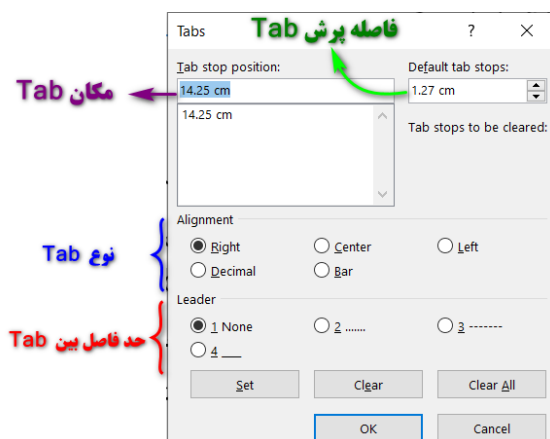 Tabs
فاصله پرش Tab
?
Tab stop position:
Default tab stops:
مکان Tab
14.25 cm
1.27 cm
14.25 cm
Tab stops to be cleared:
Alignment
نوع Tab
Right
Center
Left
Decimal
Bar
Leader
حد فاصل بین Tab
1 None
2 ......
3 -------
4 ___
Set
Clear
Clear All
OK
Cancel